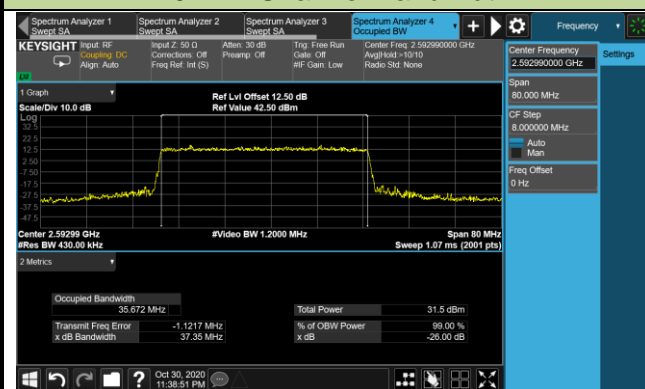 Spectrum Analyzer 1
Swept SA
Spectrum Analyzer 2
Swept SA
Spectrum Analyzer 3
Swept SA
Spectrum Analyzer 4
Occupied BW
Frequency
KEYSIGHT
Input: RF
Coupling: DC
Align: Auto
Input Z: 50 Ω
Corrections: Off
Freq Ref: Int (S)
Atten: 30 dB
Preamp: Off
Trig: Free Run
Gate: Off
#IF Gain: Low
Center Freq: 2.592990000 GHz
Avg|Hold:>10/10
Radio Std: None
Center Frequency
2.592990000 GHz
Settings
Span
80.000 MHz
CF Step
8.000000 MHz
Auto
Man
Freq Offset
0 Hz
1 Graph
Scale/Div 10.0 dB
Ref Lvl Offset 12.50 dB
Ref Value 42.50 dBm
Log
32.5
22.5
12.5
2.50
-7.50
-17.5
-27.5
-37.5
-47.5
Center 2.59299 GHz
#Video BW 1.2000 MHz
Span 80 MHz
#Res BW 430.00 kHz
Sweep 1.07 ms (2001 pts)
2 Metrics
Occupied Bandwidth
35.672 MHz
Total Power
31.5 dBm
Transmit Freq Error
-1.1217 MHz
% of OBW Power
99.00 %
x dB Bandwidth
37.35 MHz
x dB
-26.00 dB
Oct 30, 2020
11:38:51 PM